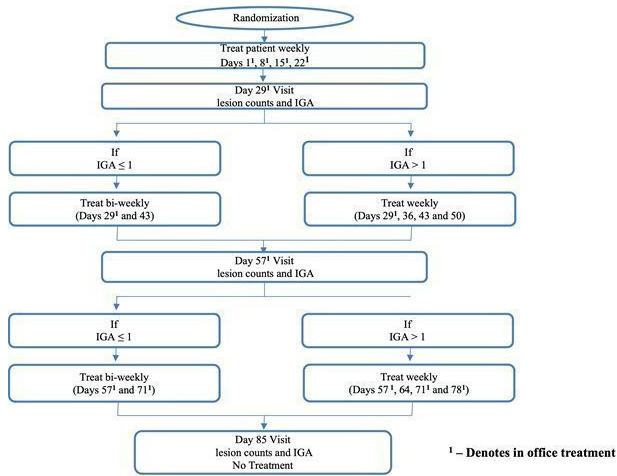 Randomization
Treat patient weekly
Days 1¹, 8¹, 15¹, 22¹
Day 29¹ Visit
lesion counts and IGA
If
IGA ≤ 1
If
IGA > 1
Treat bi-weekly
(Days 29¹ and 43)
Treat weekly
(Days 29¹, 36, 43 and 50)
Day 57¹ Visit
lesion counts and IGA
If
IGA ≤ 1
If
IGA > 1
Treat bi-weekly
(Days 57¹ and 71¹)
Treat weekly
(Days 57¹, 64, 71¹ and 78¹)
Day 85 Visit
lesion counts and IGA
No Treatment
¹ – Denotes in office treatment